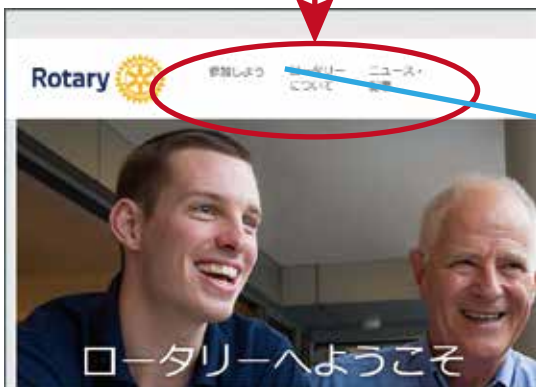 Rotary
参加しよう
ロータリー
について
ニュース・
ロータリーへようこそ